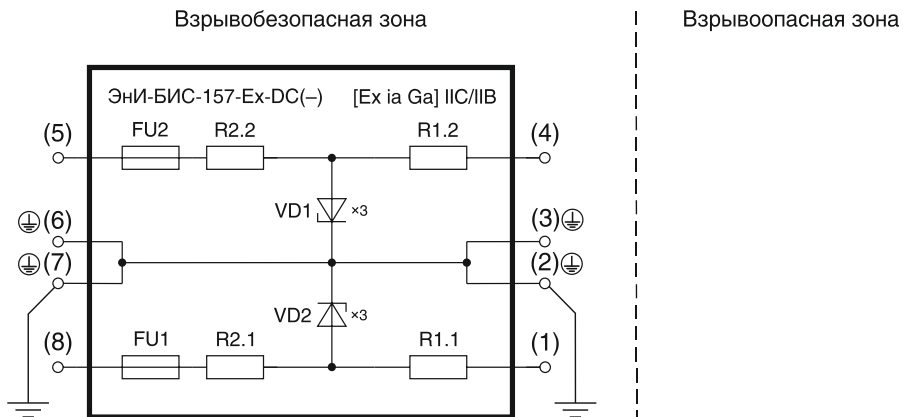 Взрывобезопасная зона
Взрывоопасная зона
ЭнИ-БИС-157-Ex-DC(–) [Ex ia Ga] IIC/IIB
(5) FU2 R2.2 R1.2 (4)
VD1 ×3
(6) (3)
(7) (2)
VD2 ×3
(8) FU1 R2.1 R1.1 (1)